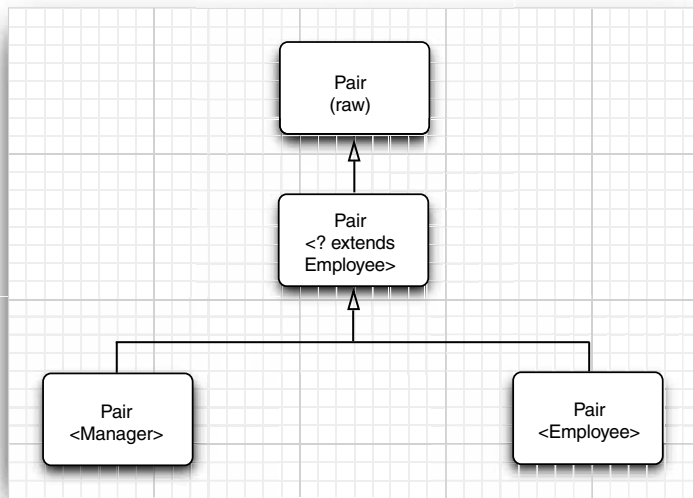 Pair
(raw)
Pair
<? extends
Employee>
Pair
<Manager>
Pair
<Employee>